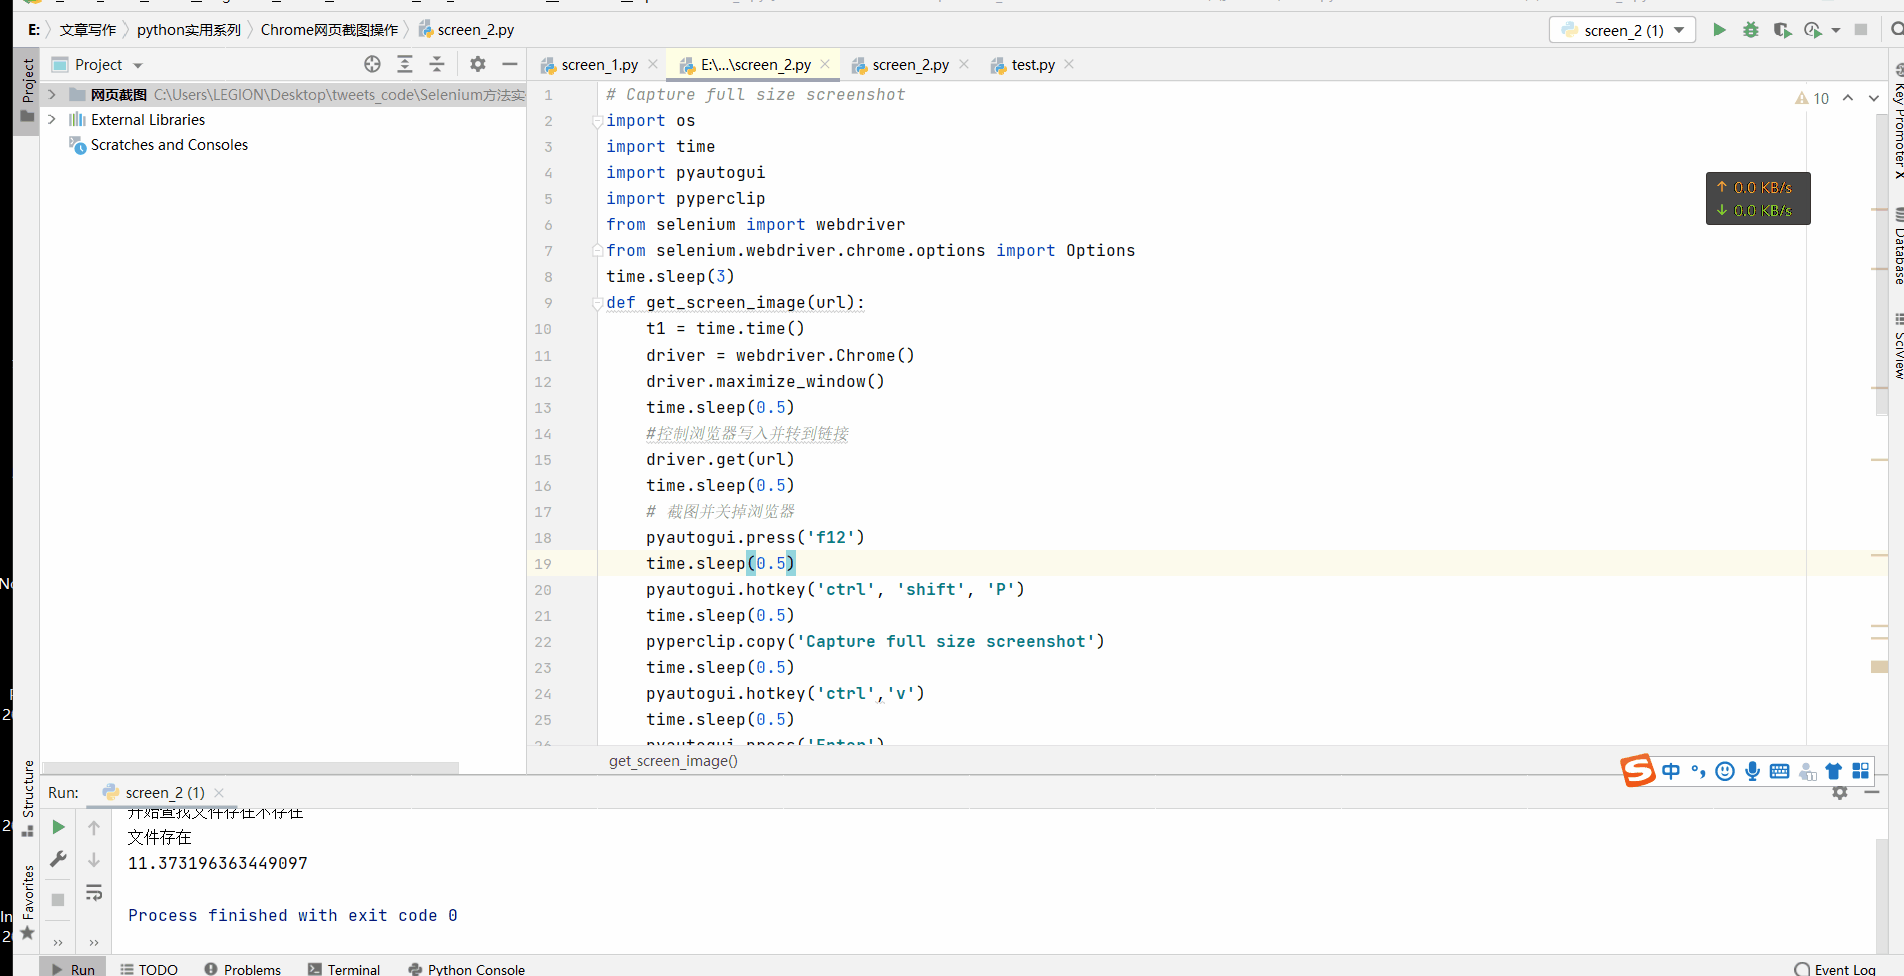 E: 文章写作 python实用系列 Chrome网页截图操作 screen_2.py
screen_2 (1)
Project
screen_1.py E:\...\screen_2.py screen_2.py test.py
网页截图 C:\Users\LEGION\Desktop\tweets_code\Selenium方法实
External Libraries
Scratches and Consoles
Project
Structure
Favorites
10
1 # Capture full size screenshot
2 import os
3 import time
4 import pyautogui
5 import pyperclip
6 from selenium import webdriver
7 from selenium.webdriver.chrome.options import Options
8 time.sleep(3)
9 def get_screen_image(url):
10 t1 = time.time()
11 driver = webdriver.Chrome()
12 driver.maximize_window()
13 time.sleep(0.5)
14 #控制浏览器写入并转到链接
15 driver.get(url)
16 time.sleep(0.5)
17 # 截图并关掉浏览器
18 pyautogui.press('f12')
19 time.sleep(0.5)
20 pyautogui.hotkey('ctrl', 'shift', 'P')
21 time.sleep(0.5)
22 pyperclip.copy('Capture full size screenshot')
23 time.sleep(0.5)
24 pyautogui.hotkey('ctrl','v')
25 time.sleep(0.5)
26 pyautogui.press('Enter')
get_screen_image()
↑ 0.0 KB/s
↓ 0.0 KB/s
Key Promoter X
Database
SciView
中
Run: screen_2 (1)
开始查找文件存在不存在
文件存在
11.373196363449097
Process finished with exit code 0
Run TODO Problems Terminal Python Console Event Log